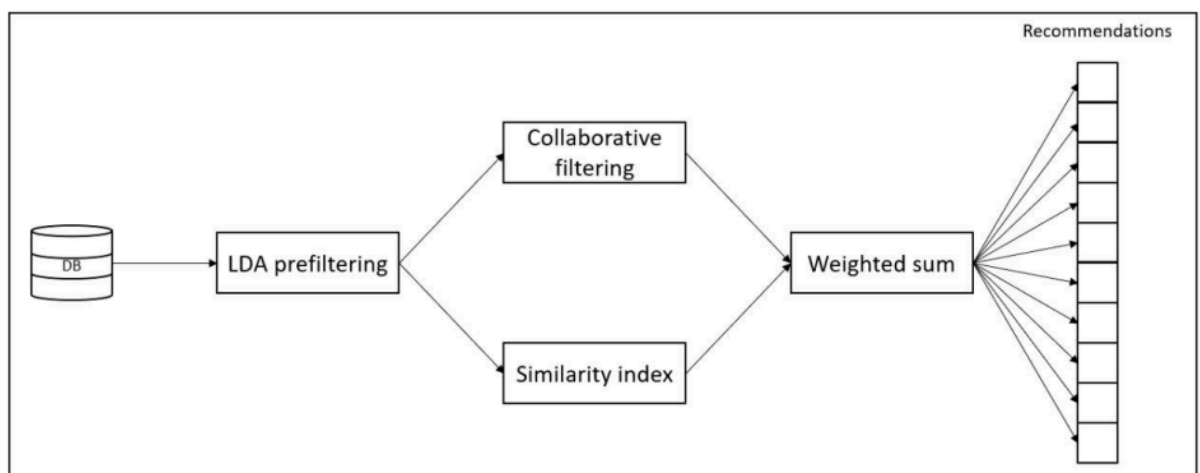 Recommendations
Collaborative
filtering
DB
LDA prefiltering
Weighted sum
Similarity index